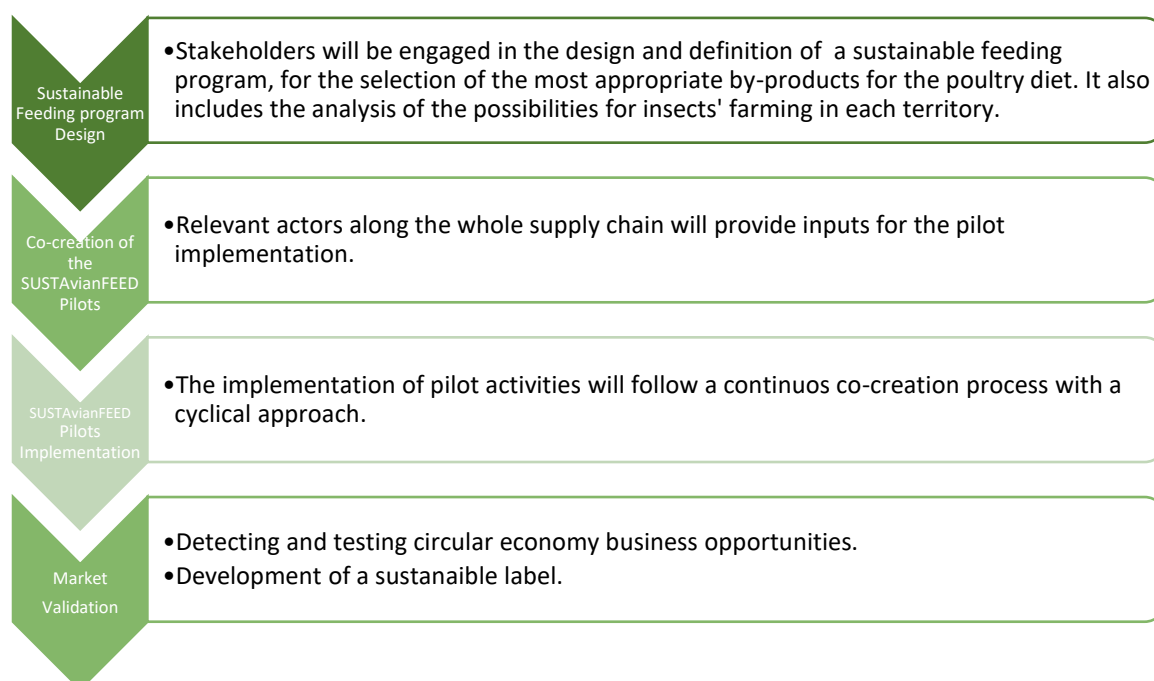 Sustainable
Feeding program
Design
•Stakeholders will be engaged in the design and definition of a sustainable feeding
program, for the selection of the most appropriate by-products for the poultry diet. It also
includes the analysis of the possibilities for insects' farming in each territory.
Co-creation of
the
SUSTAvianFEED
Pilots
•Relevant actors along the whole supply chain will provide inputs for the pilot
implementation.
SUSTAvianFEED
Pilots
Implementation
•The implementation of pilot activities will follow a continuos co-creation process with a
cyclical approach.
Market
Validation
•Detecting and testing circular economy business opportunities.
•Development of a sustanaible label.